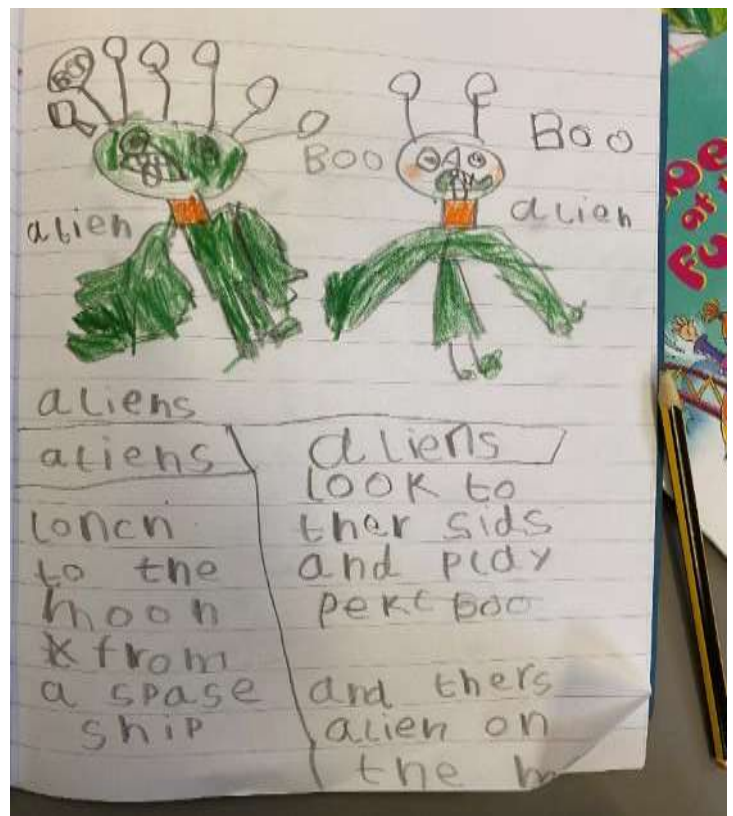 Boo
Boo
Boo
alien
alien
aliens
aliens
lonch
to the
moon
from
a spase
ship
aliens
look to
ther sids
and play
and thers
alien on
the
at